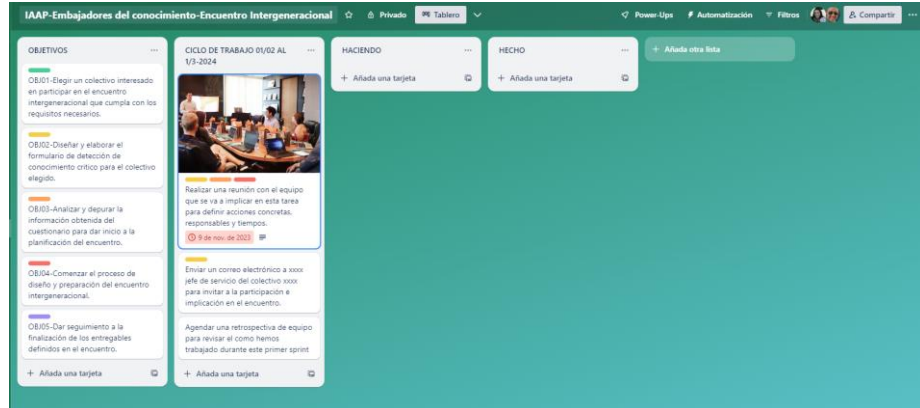 IAAP-Embajadores del conocimiento-Encuentro Intergeneracional
Privado
Tablero
Power-Ups
Automatización
Filtros
Compartir
OBJETIVOS
OBJ01-Elegir un colectivo interesado
en participar en el encuentro
intergeneracional que cumpla con los
requisitos necesarios.
OBJ02-Diseñar y elaborar el
formulario de detección de
conocimiento crítico para el colectivo
elegido.
OBJ03-Analizar y depurar la
información obtenida del
cuestionario para dar inicio a la
planificación del encuentro.
OBJ04-Comenzar el proceso de
diseño y preparación del encuentro
intergeneracional.
OBJ05-Dar seguimiento a la
finalización de los entregables
definidos en el encuentro.
+ Añada una tarjeta
CICLO DE TRABAJO 01/02 AL
1/3-2024
Realizar una reunión con el equipo
que se va a implicar en esta tarea
para definir acciones concretas,
responsables y tiempos.
9 de nov. de 2023
Enviar un correo electrónico a xxxx
jefe de servicio del colectivo xxxx
para invitar a la participación e
implicación en el encuentro.
Agendar una retrospectiva de equipo
para revisar el como hemos
trabajado durante este primer sprint
+ Añada una tarjeta
HACIENDO
+ Añada una tarjeta
HECHO
+ Añada una tarjeta
+ Añada otra lista